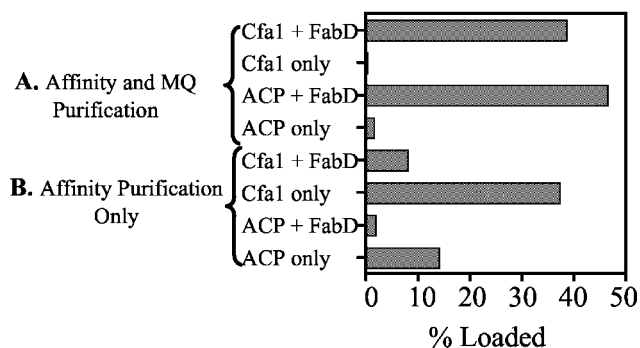 Cfa1 + FabD
Cfa1 only
A. Affinity and MQ
Purification
ACP + FabD
ACP only
Cfa1 + FabD
B. Affinity Purification
Only
Cfa1 only
ACP + FabD
ACP only
0 10 20 30 40 50
% Loaded